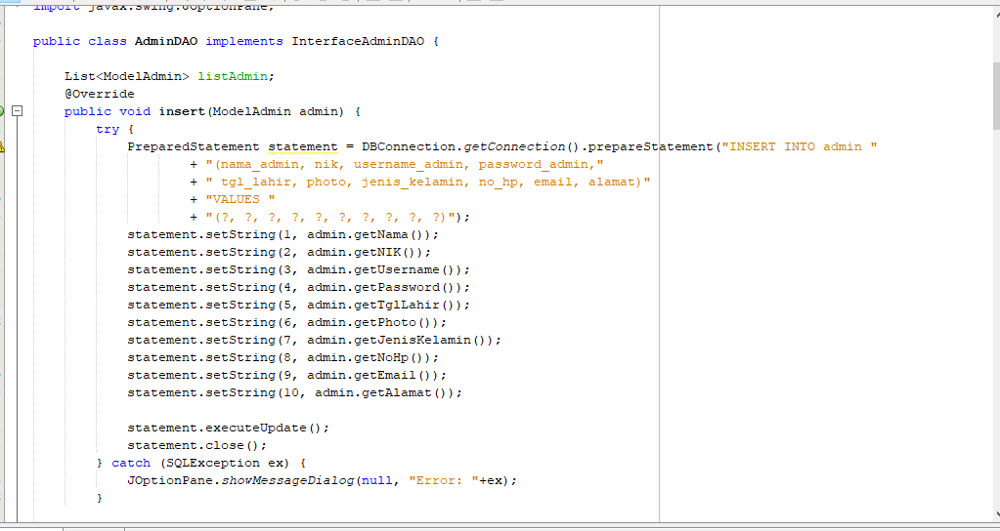 import javax.swing.JOptionPane;
public class AdminDAO implements InterfaceAdminDAO {
List<ModelAdmin> listAdmin;
@Override
public void insert(ModelAdmin admin) {
try {
PreparedStatement statement = DBConnection.getConnection().prepareStatement("INSERT INTO admin "
+ "(nama_admin, nik, username_admin, password_admin,"
+ " tgl_lahir, photo, jenis_kelamin, no_hp, email, alamat)"
+ "VALUES "
+ "(?, ?, ?, ?, ?, ?, ?, ?, ?, ?)");
statement.setString(1, admin.getNama());
statement.setString(2, admin.getNIK());
statement.setString(3, admin.getUsername());
statement.setString(4, admin.getPassword());
statement.setString(5, admin.getTglLahir());
statement.setString(6, admin.getPhoto());
statement.setString(7, admin.getJenisKelamin());
statement.setString(8, admin.getNoHp());
statement.setString(9, admin.getEmail());
statement.setString(10, admin.getAlamat());
statement.executeUpdate();
statement.close();
} catch (SQLException ex) {
JOptionPane.showMessageDialog(null, "Error: "+ex);
}